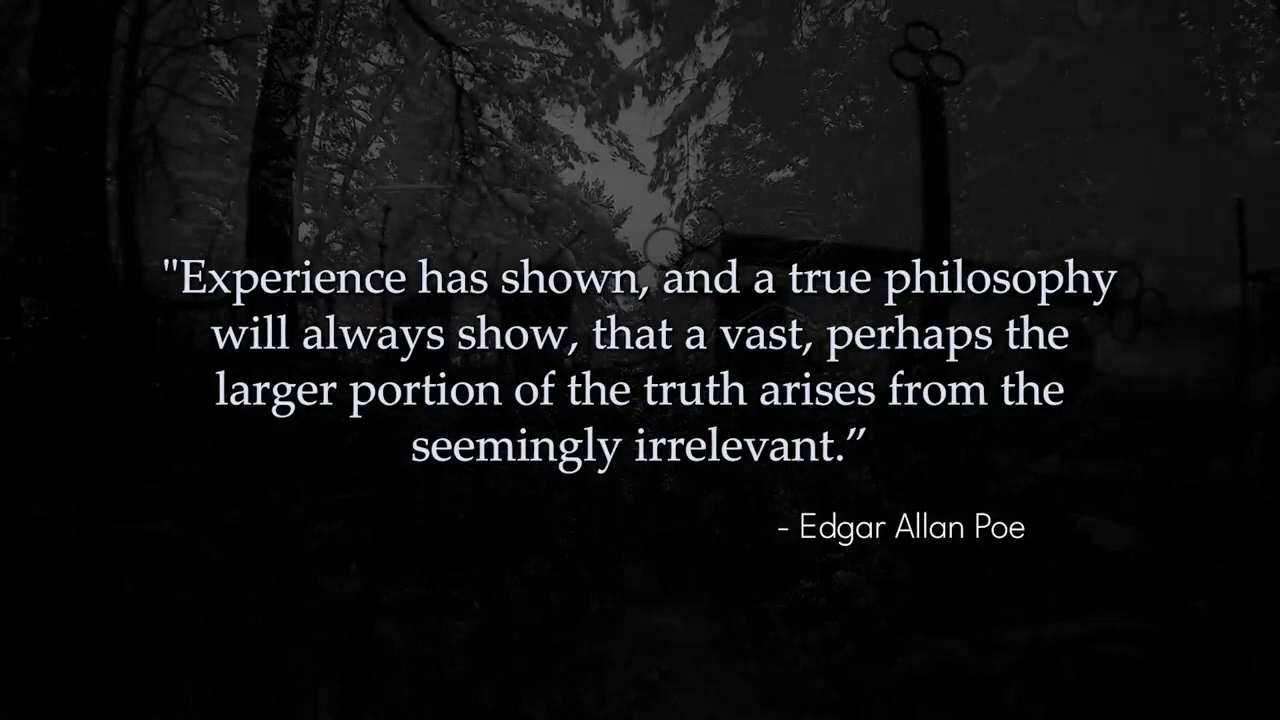 "Experience has shown, and a true philosophy
will always show, that a vast, perhaps the
larger portion of the truth arises from the
seemingly irrelevant.”
- Edgar Allan Poe